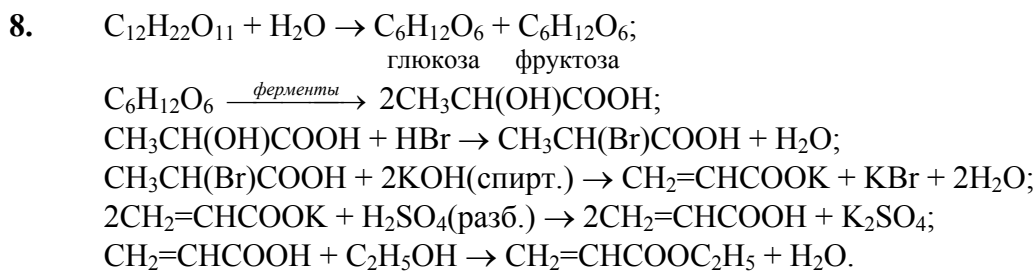 8. C₁₂H₂₂O₁₁ + H₂O → C₆H₁₂O₆ + C₆H₁₂O₆;
глюкоза фруктоза
C₆H₁₂O₆ ферменты → 2CH₃CH(OH)COOH;
CH₃CH(OH)COOH + HBr → CH₃CH(Br)COOH + H₂O;
CH₃CH(Br)COOH + 2KOH(спирт.) → CH₂=CHCOOK + KBr + 2H₂O;
2CH₂=CHCOOK + H₂SO₄(разб.) → 2CH₂=CHCOOH + K₂SO₄;
CH₂=CHCOOH + C₂H₅OH → CH₂=CHCOOC₂H₅ + H₂O.